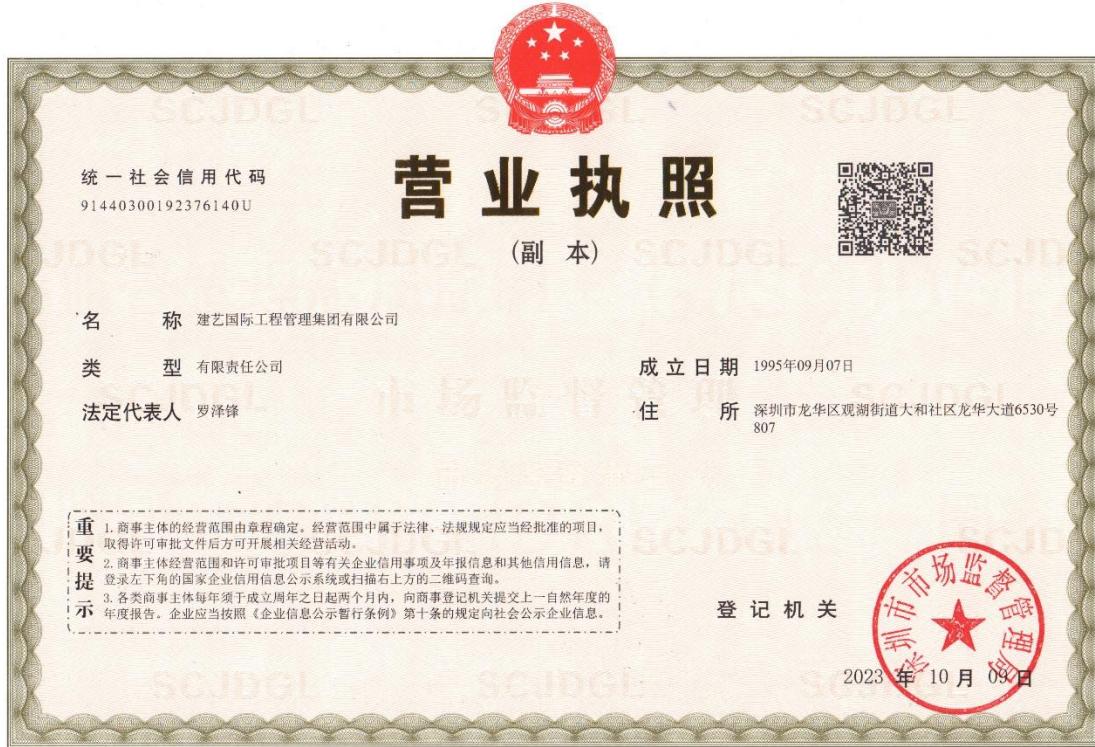 统一社会信用代码
91440300192376140U
营业执照
(副 本)
名 称 建艺国际工程管理集团有限公司
类 型 有限责任公司
法定代表人 罗泽锋
成立日期 1995年09月07日
住 所 深圳市龙华区观湖街道大和社区龙华大道6530号
807
重要提示
1.商事主体的经营范围由章程确定。经营范围中属于法律、法规规定应当经批准的项目，
取得许可审批文件后方可开展相关经营活动。
2.商事主体经营范围和许可审批项目等有关企业信用事项及年报信息和其他信用信息，请
登录左下角的国家企业信用信息公示系统或扫描右上方的二维码查询。
3.各类商事主体每年须于成立周年之日起两个月内，向商事登记机关提交上一自然年度的
年度报告。企业应当按照《企业信息公示暂行条例》第十条的规定向社会公示企业信息。
登记机关
深圳市市场监督管理局
2023 年 10 月 09 日
SCJDGL
市场监督管理